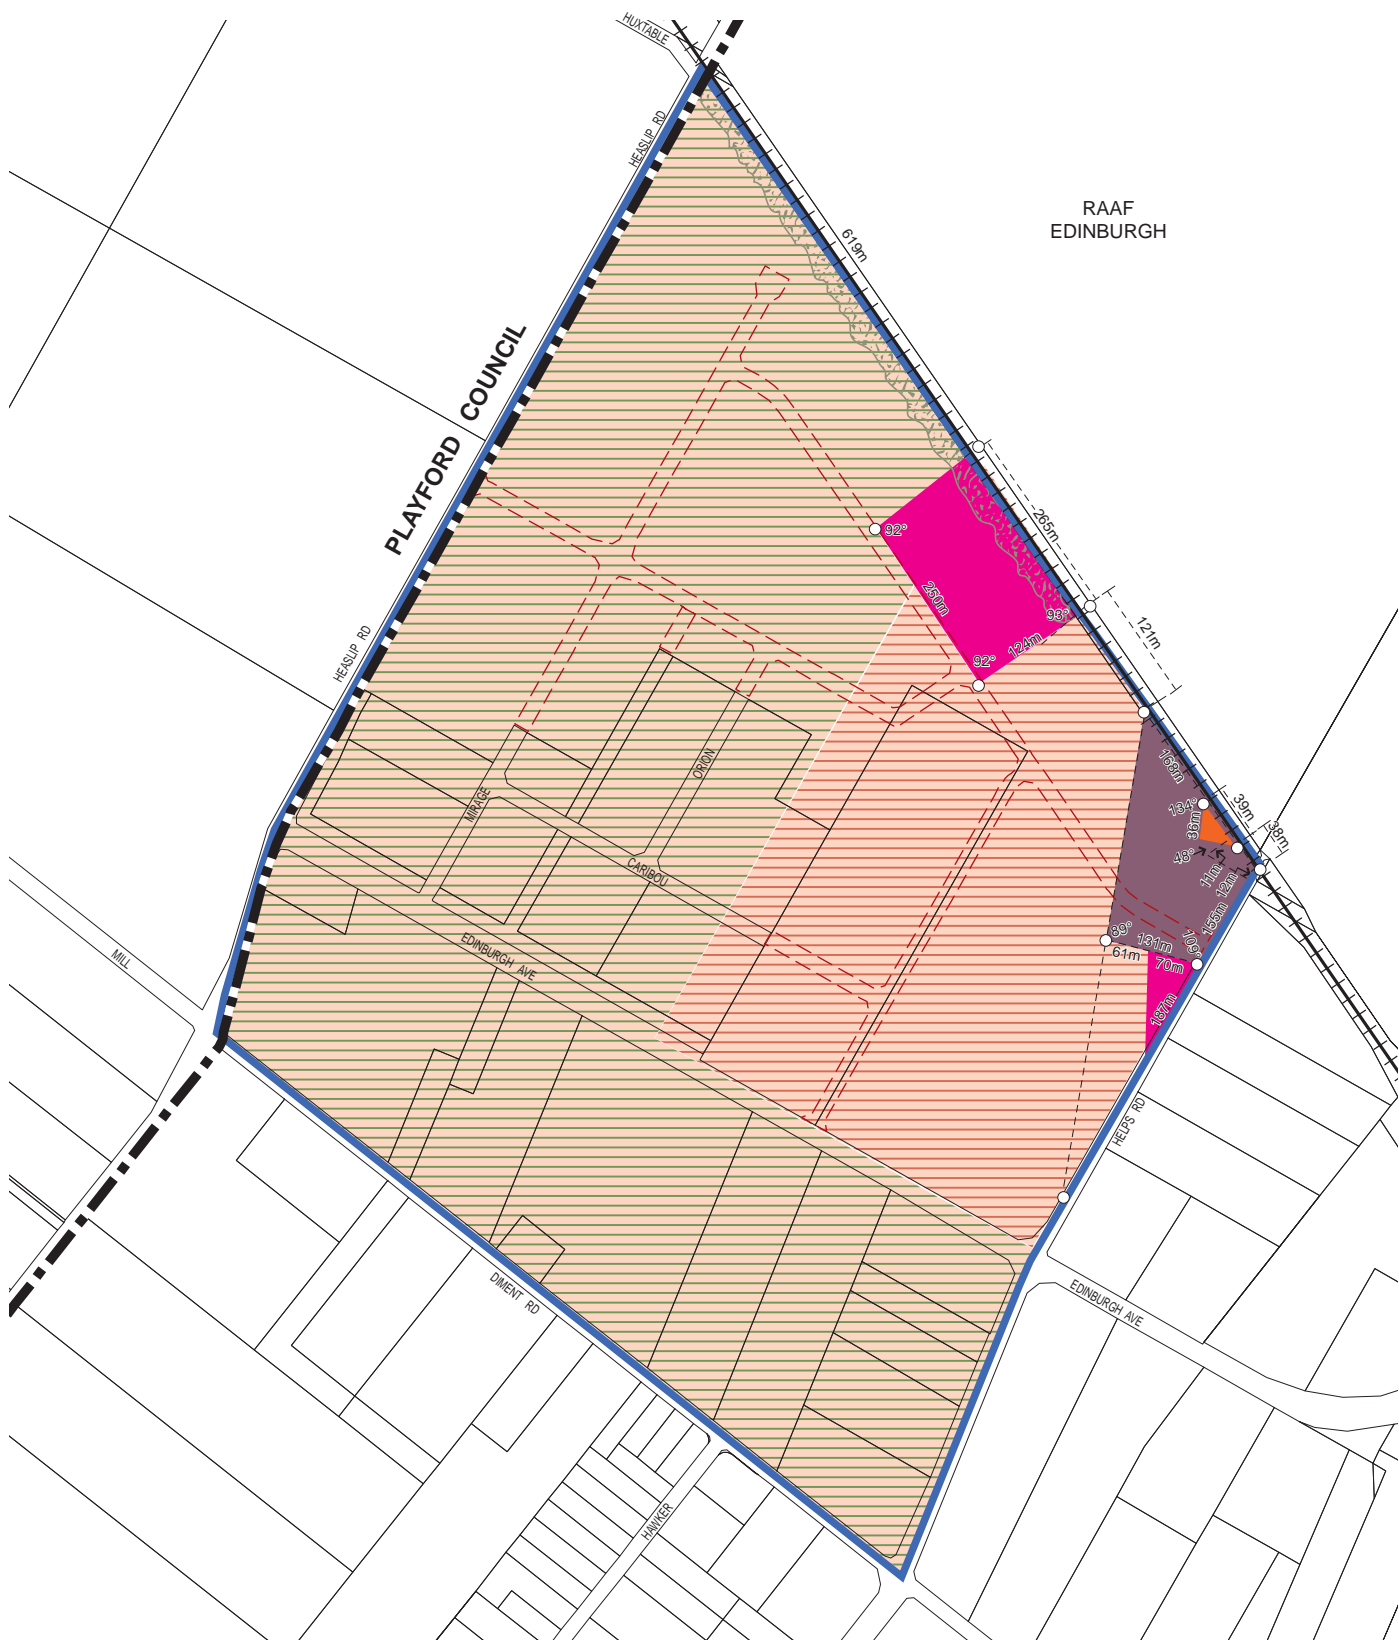 HUXTABLE
HEASLIP RD
RAAF
EDINBURGH
619m
PLAYFORD COUNCIL
265m
92°
250m
93°
124m
92°
121m
HEASLIP RD
ORION
MIRAGE
168m
134°
36m
39m
38m
48°
11m
12m
CARIBOU
155m
89°
131m
109°
61m
70m
EDINBURGH AVE
MILL
187m
HELPS RD
DIMENT RD
EDINBURGH AVE
HAWKER